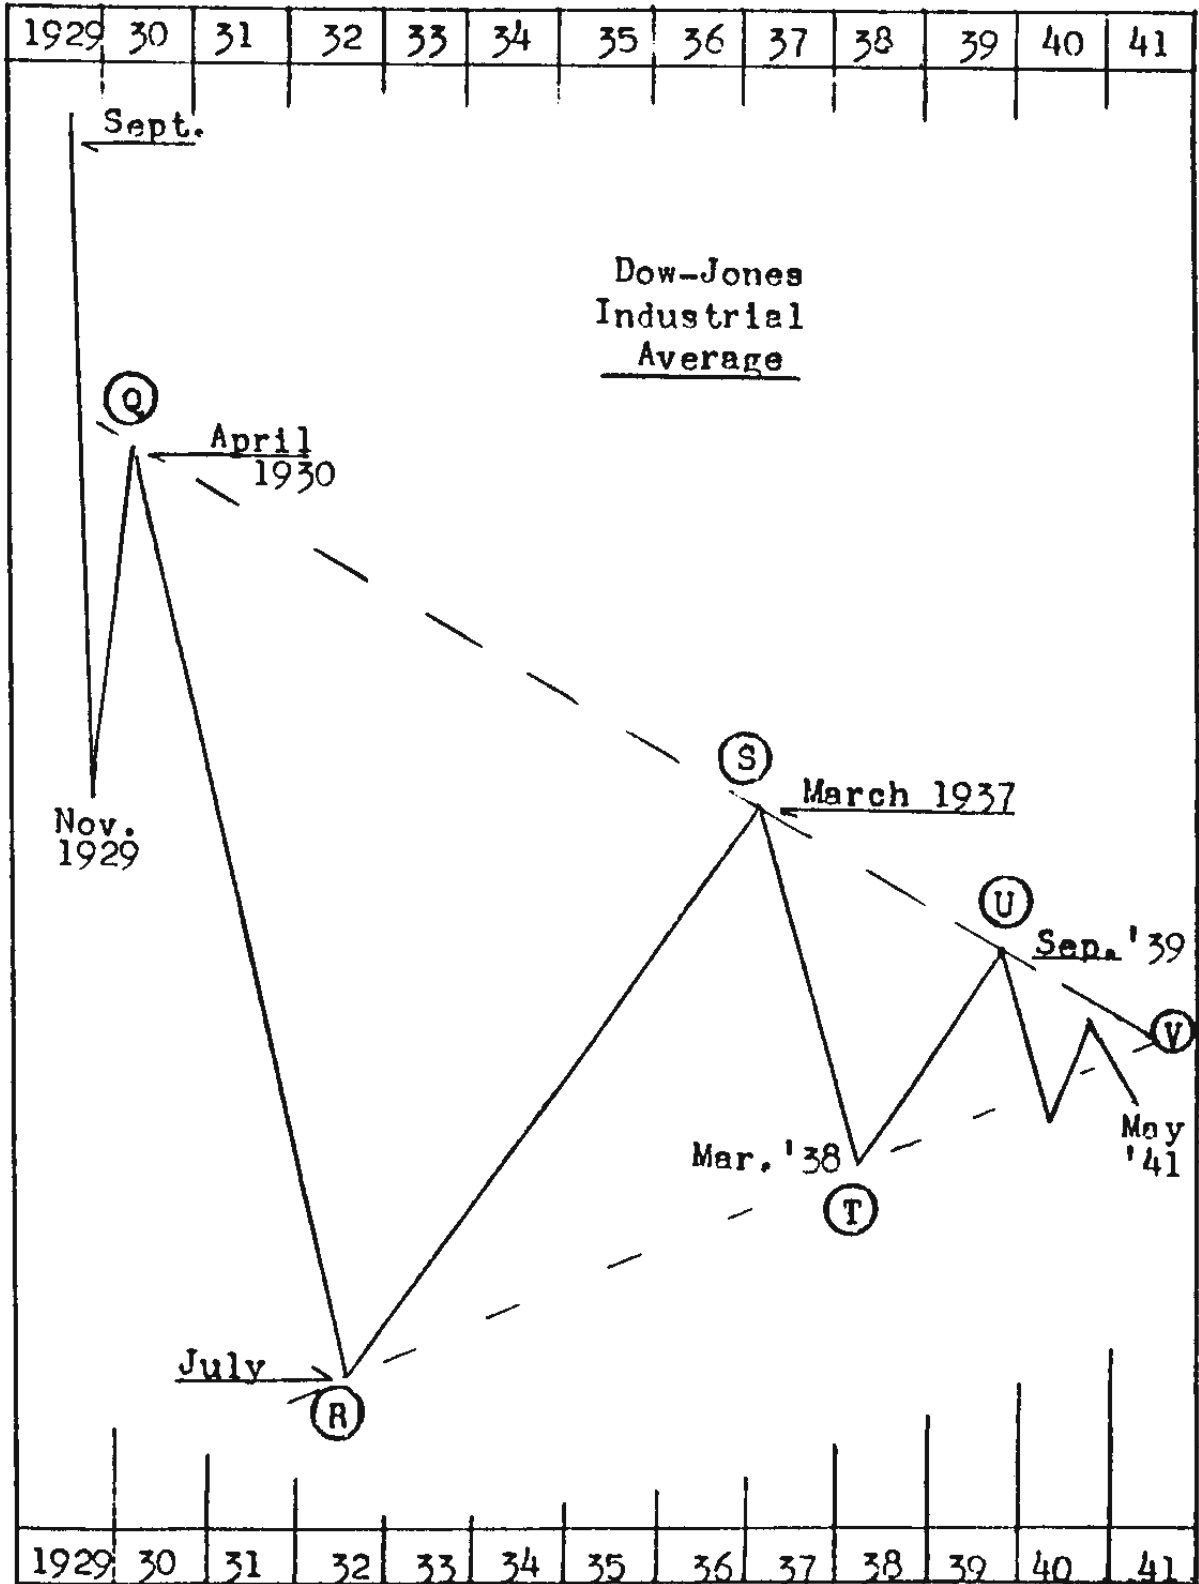 1929 30 31 32 33 34 35 36 37 38 39 40 41
Sept.
Dow-Jones
Industrial
Average
Q
April
1930
S
March 1937
Nov.
1929
U
Sep. '39
V
May
'41
Mar. '38
T
July
R
1929 30 31 32 33 34 35 36 37 38 39 40 41